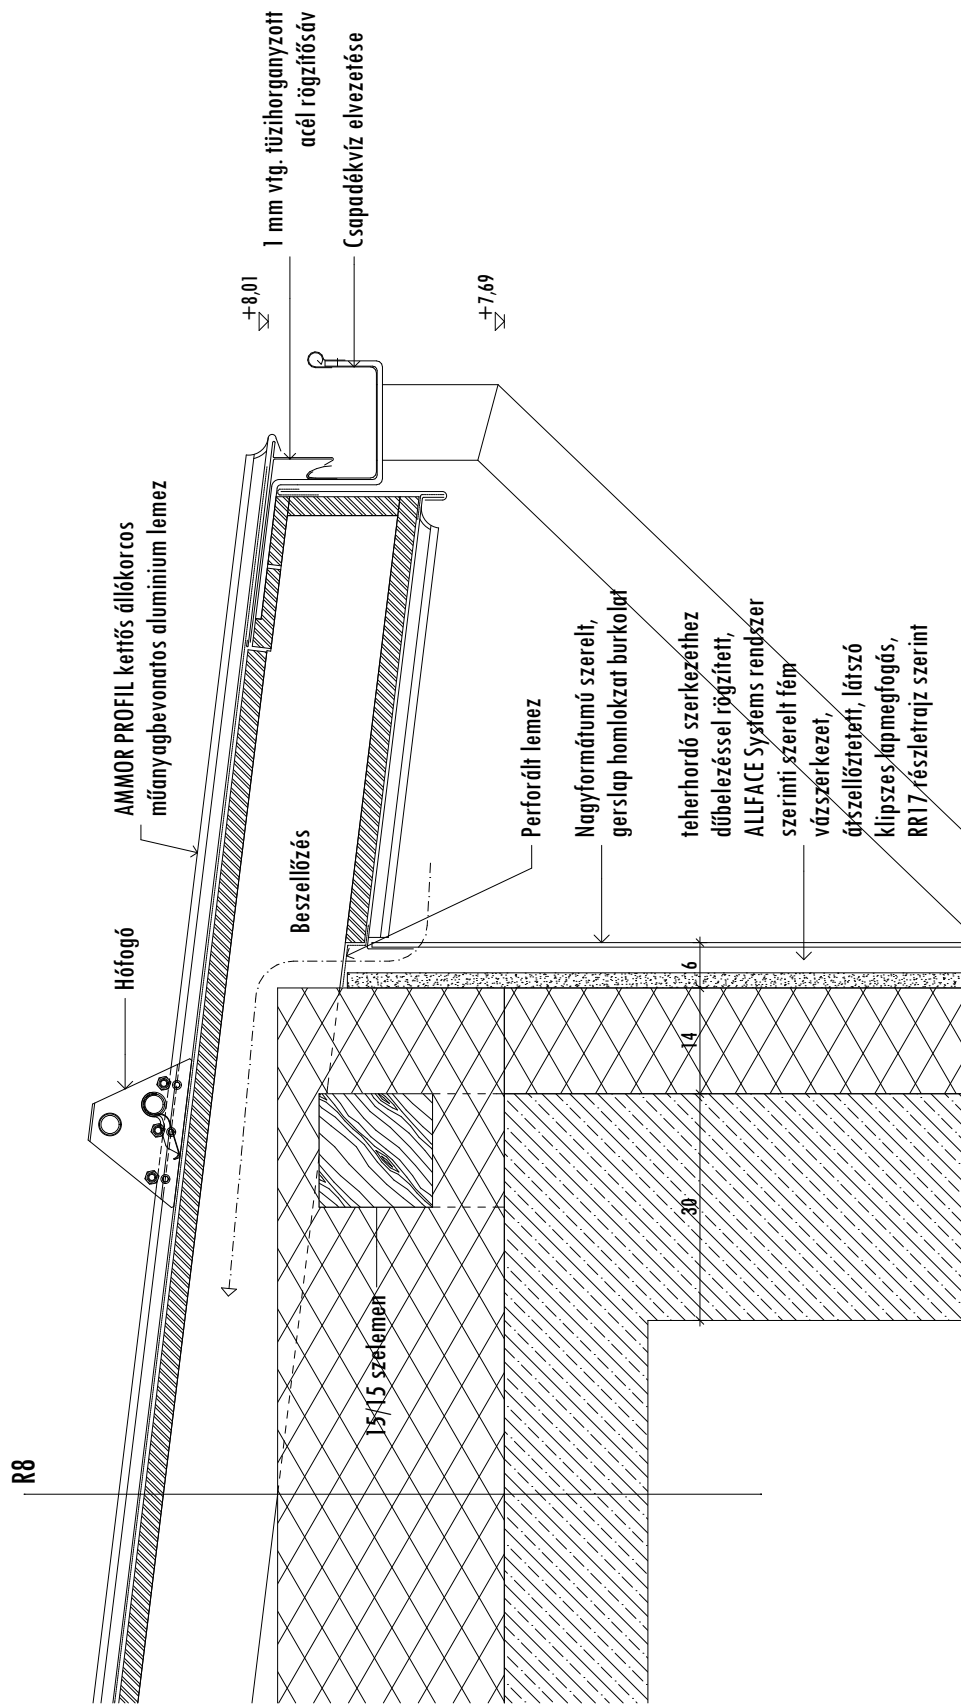 R8
Hófogó
AMMOR PROFIL kettős állókorcos
műanyagbevonatos aluminium lemez
+8,01
1 mm vtg. tüzihorganyzott
acél rögzítősáv
Csapadékvíz elvezetése
+7,69
Beszellőzés
15/15 szelemen
Perforált lemez
Nagyformátumú szerelt,
gerslap homlokzat burkolat
teherhordó szerkezethez
dűbelezéssel rögzített,
ALLFACE Systems rendszer
szerinti szerelt fém
vázszerkezet,
átszellőztetett, látszó
klipszes lapmegfogás,
RR17 részletrajz szerint
30
14
6